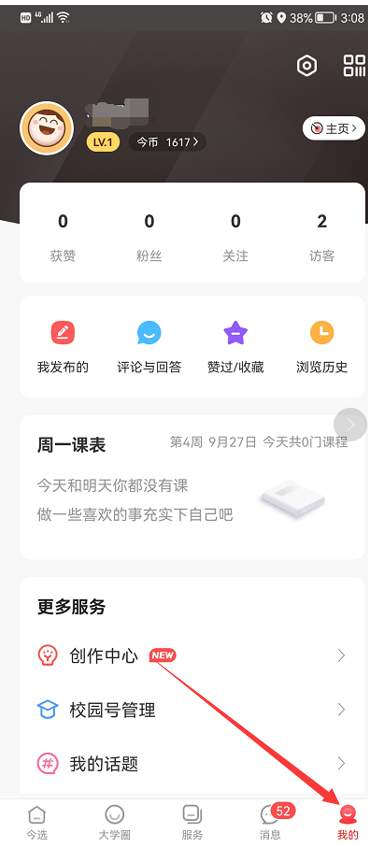 HD 4G 38% 3:08
LV.1 今币 1617 主页
0 0 0 2
获赞 粉丝 关注 访客
我发布的 评论与回答 赞过/收藏 浏览历史
周一课表 第4周 9月27日 今天共0门课程
今天和明天你都没有课
做一些喜欢的事充实下自己吧
更多服务
创作中心 NEW
校园号管理
我的话题
52
今选 大学圈 服务 消息 我的